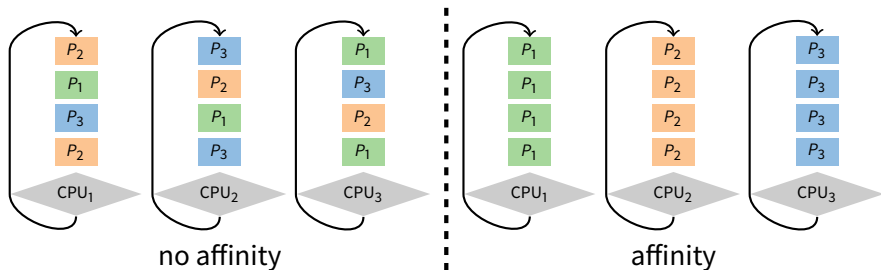 P2 P3 P1 P1 P2 P3
P1 P2 P3 P1 P2 P3
P3 P1 P2 P1 P2 P3
P2 P3 P1 P1 P2 P3
CPU1 CPU2 CPU3 CPU1 CPU2 CPU3
no affinity affinity